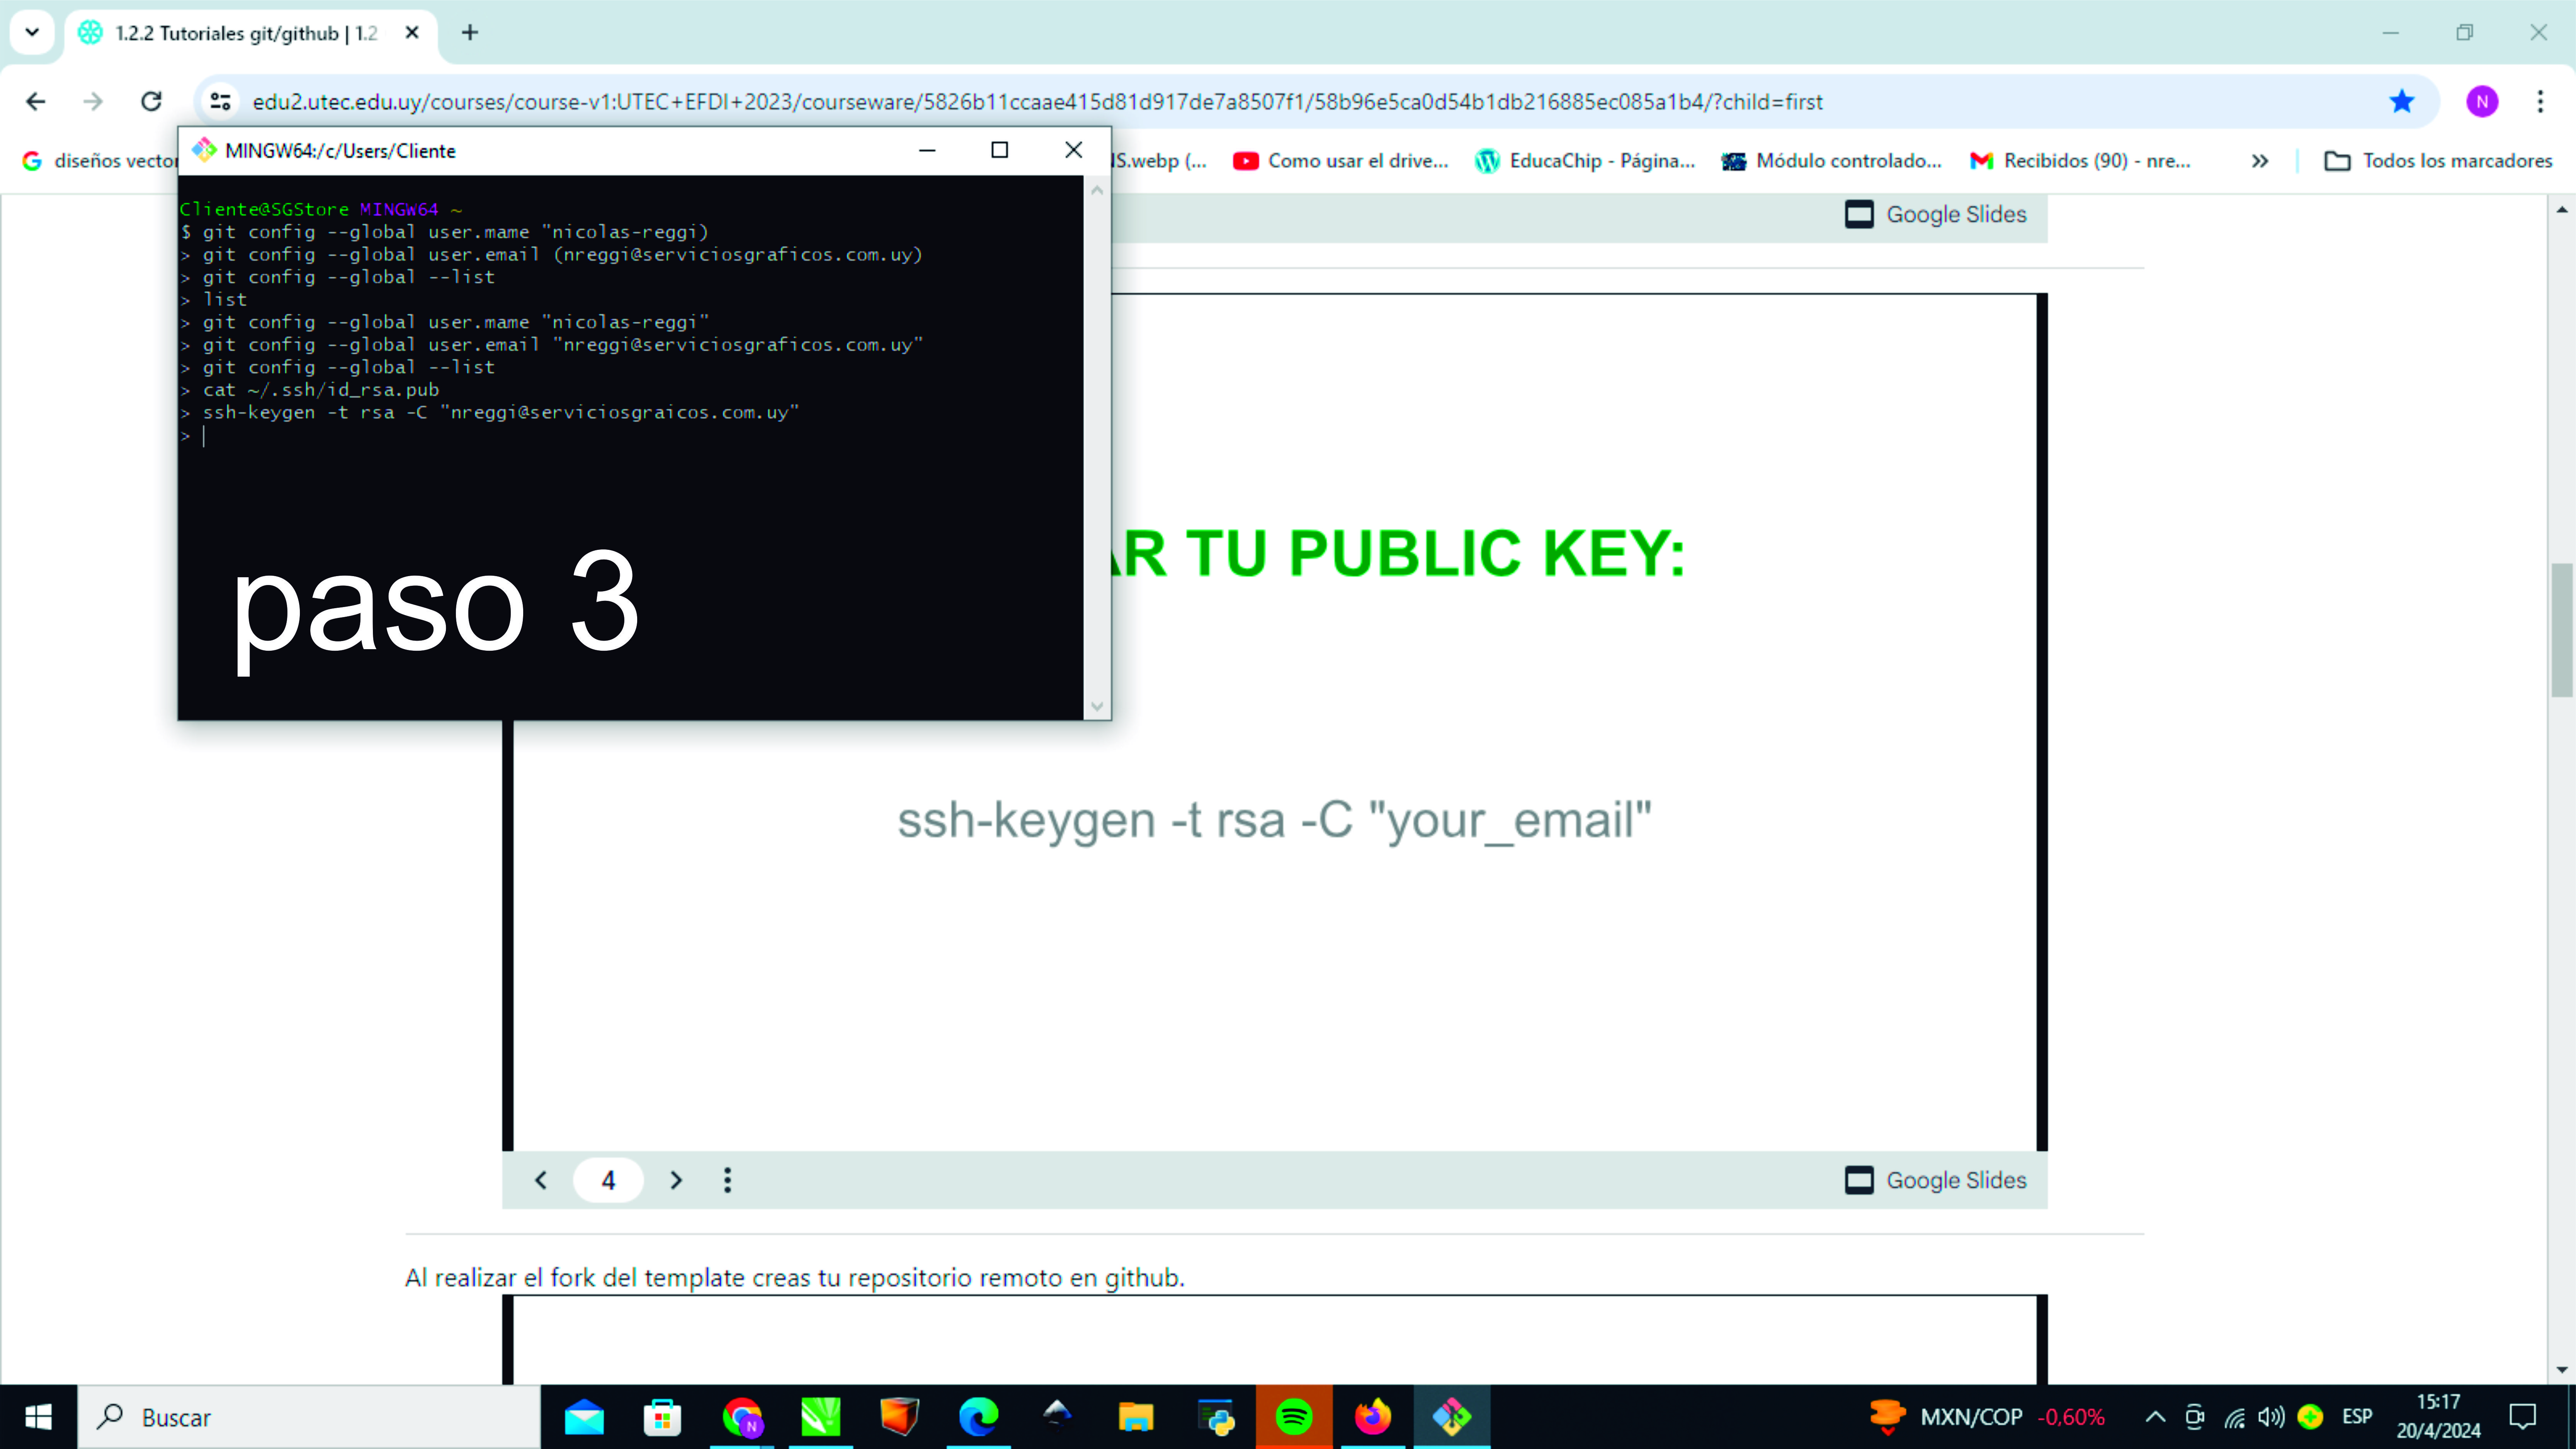 1.2.2 Tutoriales git/github | 1.2
edu2.utec.edu.uy/courses/course-v1:UTEC+EFDI+2023/courseware/5826b11ccaae415d81d917de7a8507f1/58b96e5ca0d54b1db216885ec085a1b4/?child=first
N
diseños vector
IS.webp (...
Como usar el drive...
EducaChip - Página...
Módulo controlado...
Recibidos (90) - nre...
Todos los marcadores
MINGW64:/c/Users/Cliente
Cliente@SGStore MINGW64 ~
$ git config --global user.mame "nicolas-reggi)
> git config --global user.email (nreggi@serviciosgraficos.com.uy)
> git config --global --list
> list
> git config --global user.mame "nicolas-reggi"
> git config --global user.email "nreggi@serviciosgraficos.com.uy"
> git config --global --list
> cat ~/.ssh/id_rsa.pub
> ssh-keygen -t rsa -C "nreggi@serviciosgraicos.com.uy"
>
paso 3
Google Slides
AR TU PUBLIC KEY:
ssh-keygen -t rsa -C "your_email"
4
Google Slides
Al realizar el fork del template creas tu repositorio remoto en github.
Buscar
N
MXN/COP -0,60%
ESP
15:17
20/4/2024